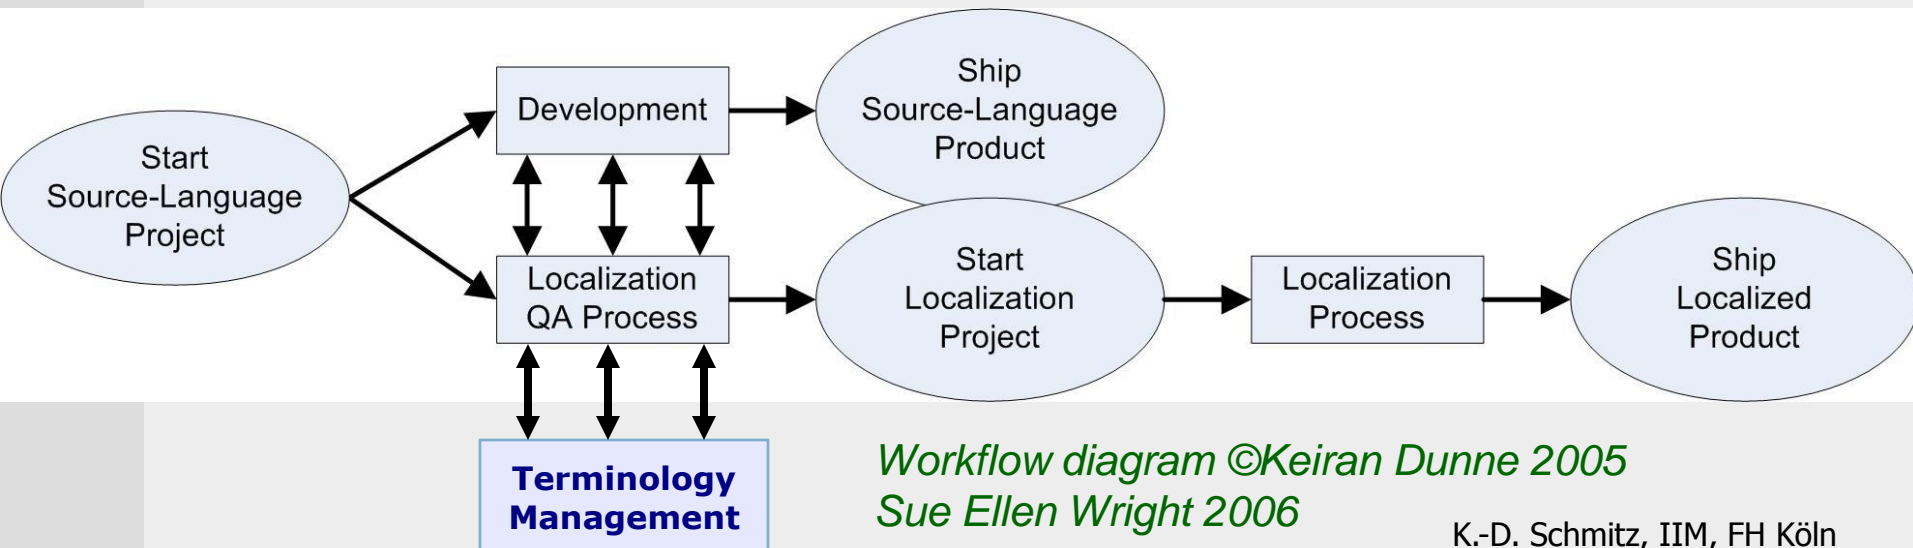 Start
Source-Language
Project
Development
Ship
Source-Language
Product
Localization
QA Process
Start
Localization
Project
Localization
Process
Ship
Localized
Product
Terminology
Management
Workflow diagram ©Keiran Dunne 2005
Sue Ellen Wright 2006
K.-D. Schmitz, IIM, FH Köln